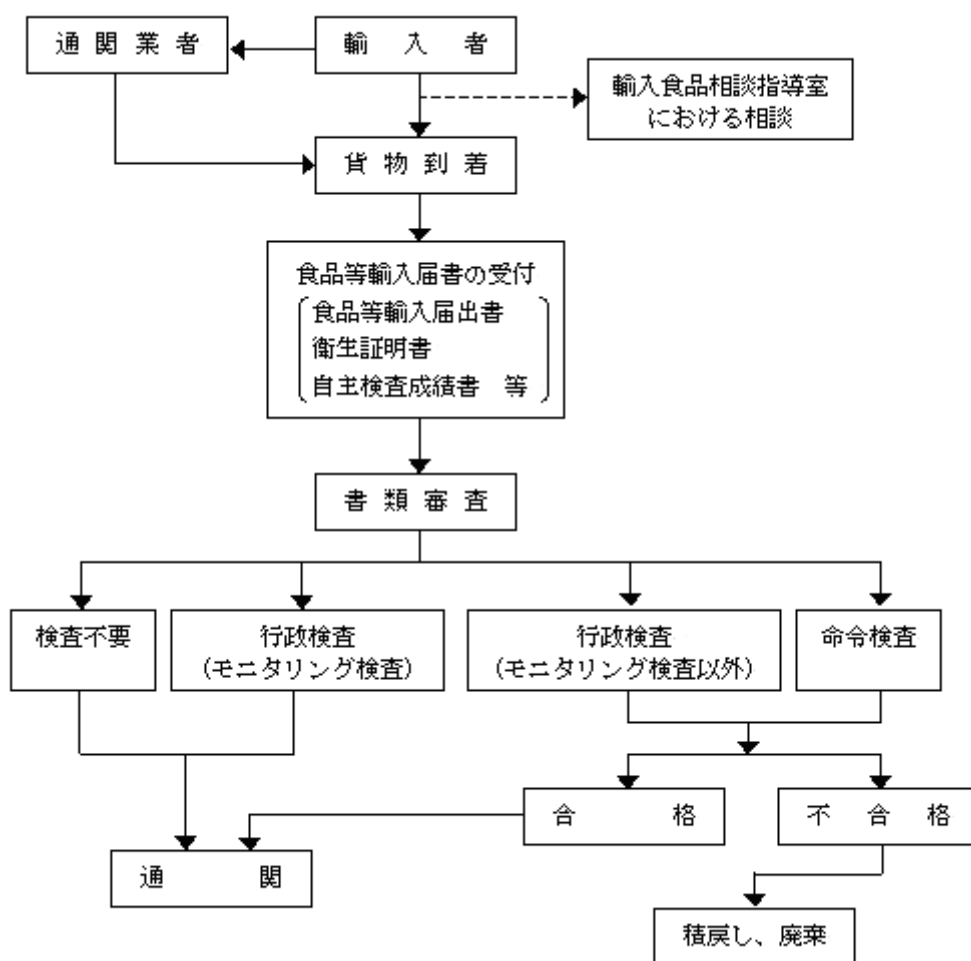 通関業者
輸入者
輸入食品相談指導室
における相談
貨物到着
食品等輸入届書の受付
食品等輸入届出書
衛生証明書
自主検査成績書 等
書類審査
検査不要
行政検査
(モニタリング検査)
行政検査
(モニタリング検査以外)
命令検査
合格
不合格
通関
積戻し、廃棄